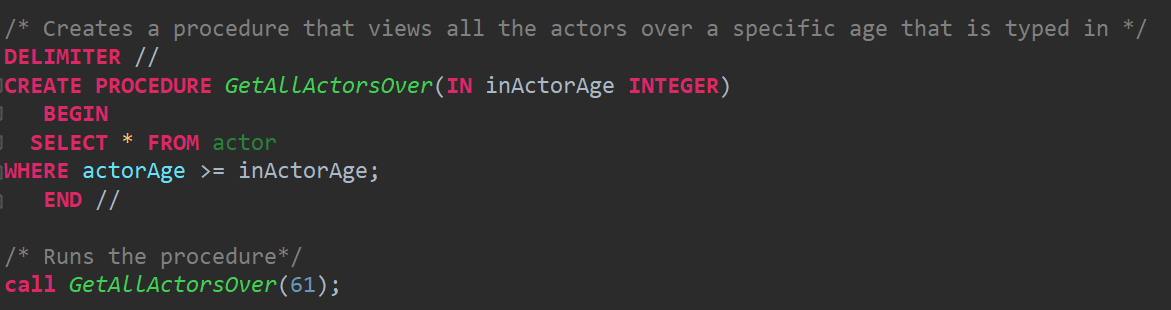 /* Creates a procedure that views all the actors over a specific age that is typed in */
DELIMITER //
CREATE PROCEDURE GetAllActorsOver(IN inActorAge INTEGER)
BEGIN
SELECT * FROM actor
WHERE actorAge >= inActorAge;
END //
/* Runs the procedure*/
call GetAllActorsOver(61);